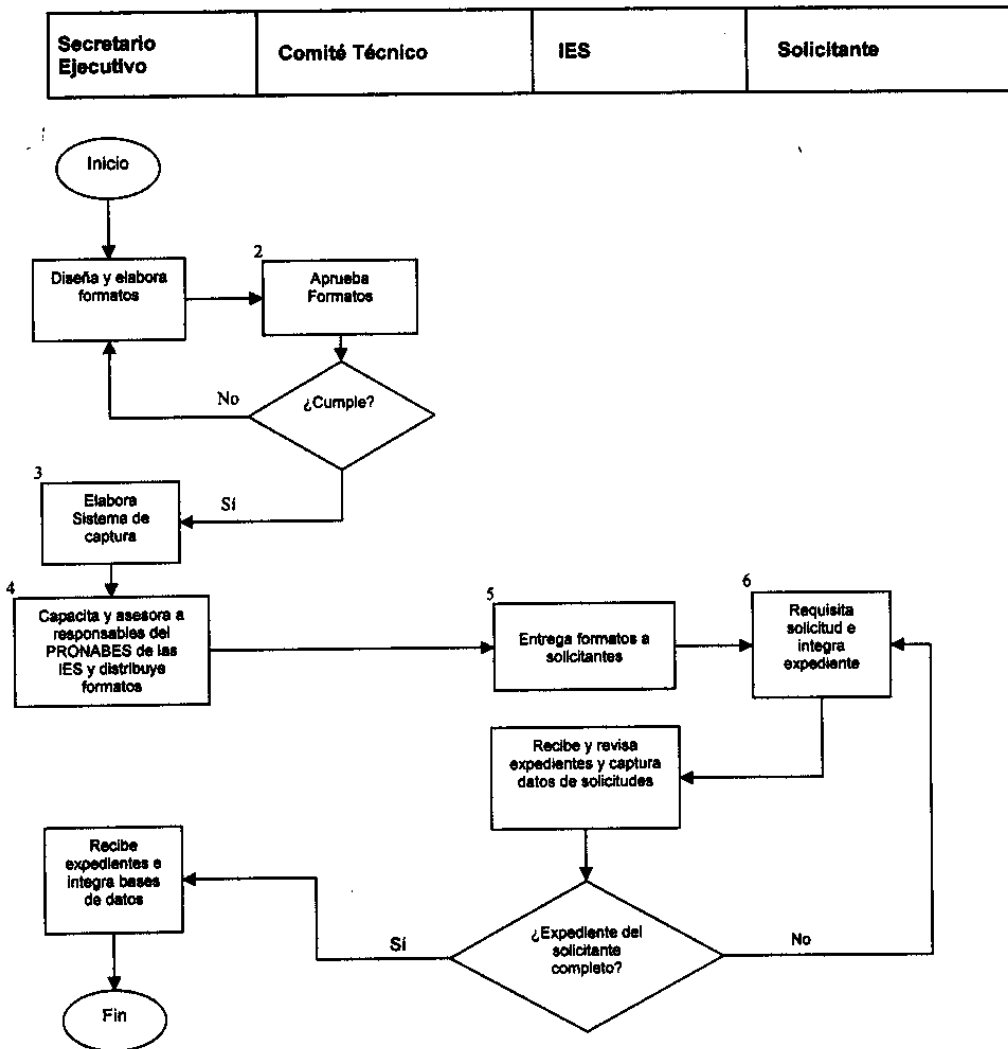 Secretario
Ejecutivo
Comité Técnico
IES
Solicitante
Inicio
Diseña y elabora
formatos
2
Aprueba
Formatos
¿Cumple?
No
Sí
3
Elabora
Sistema de
captura
4
Capacita y asesora a
responsables del
PRONABES de las
IES y distribuye
formatos
5
Entrega formatos a
solicitantes
6
Requisita
solicitud e
integra
expediente
Recibe y revisa
expedientes y captura
datos de solicitudes
¿Expediente del
solicitante
completo?
No
Sí
Recibe
expedientes e
integra bases
de datos
Fin